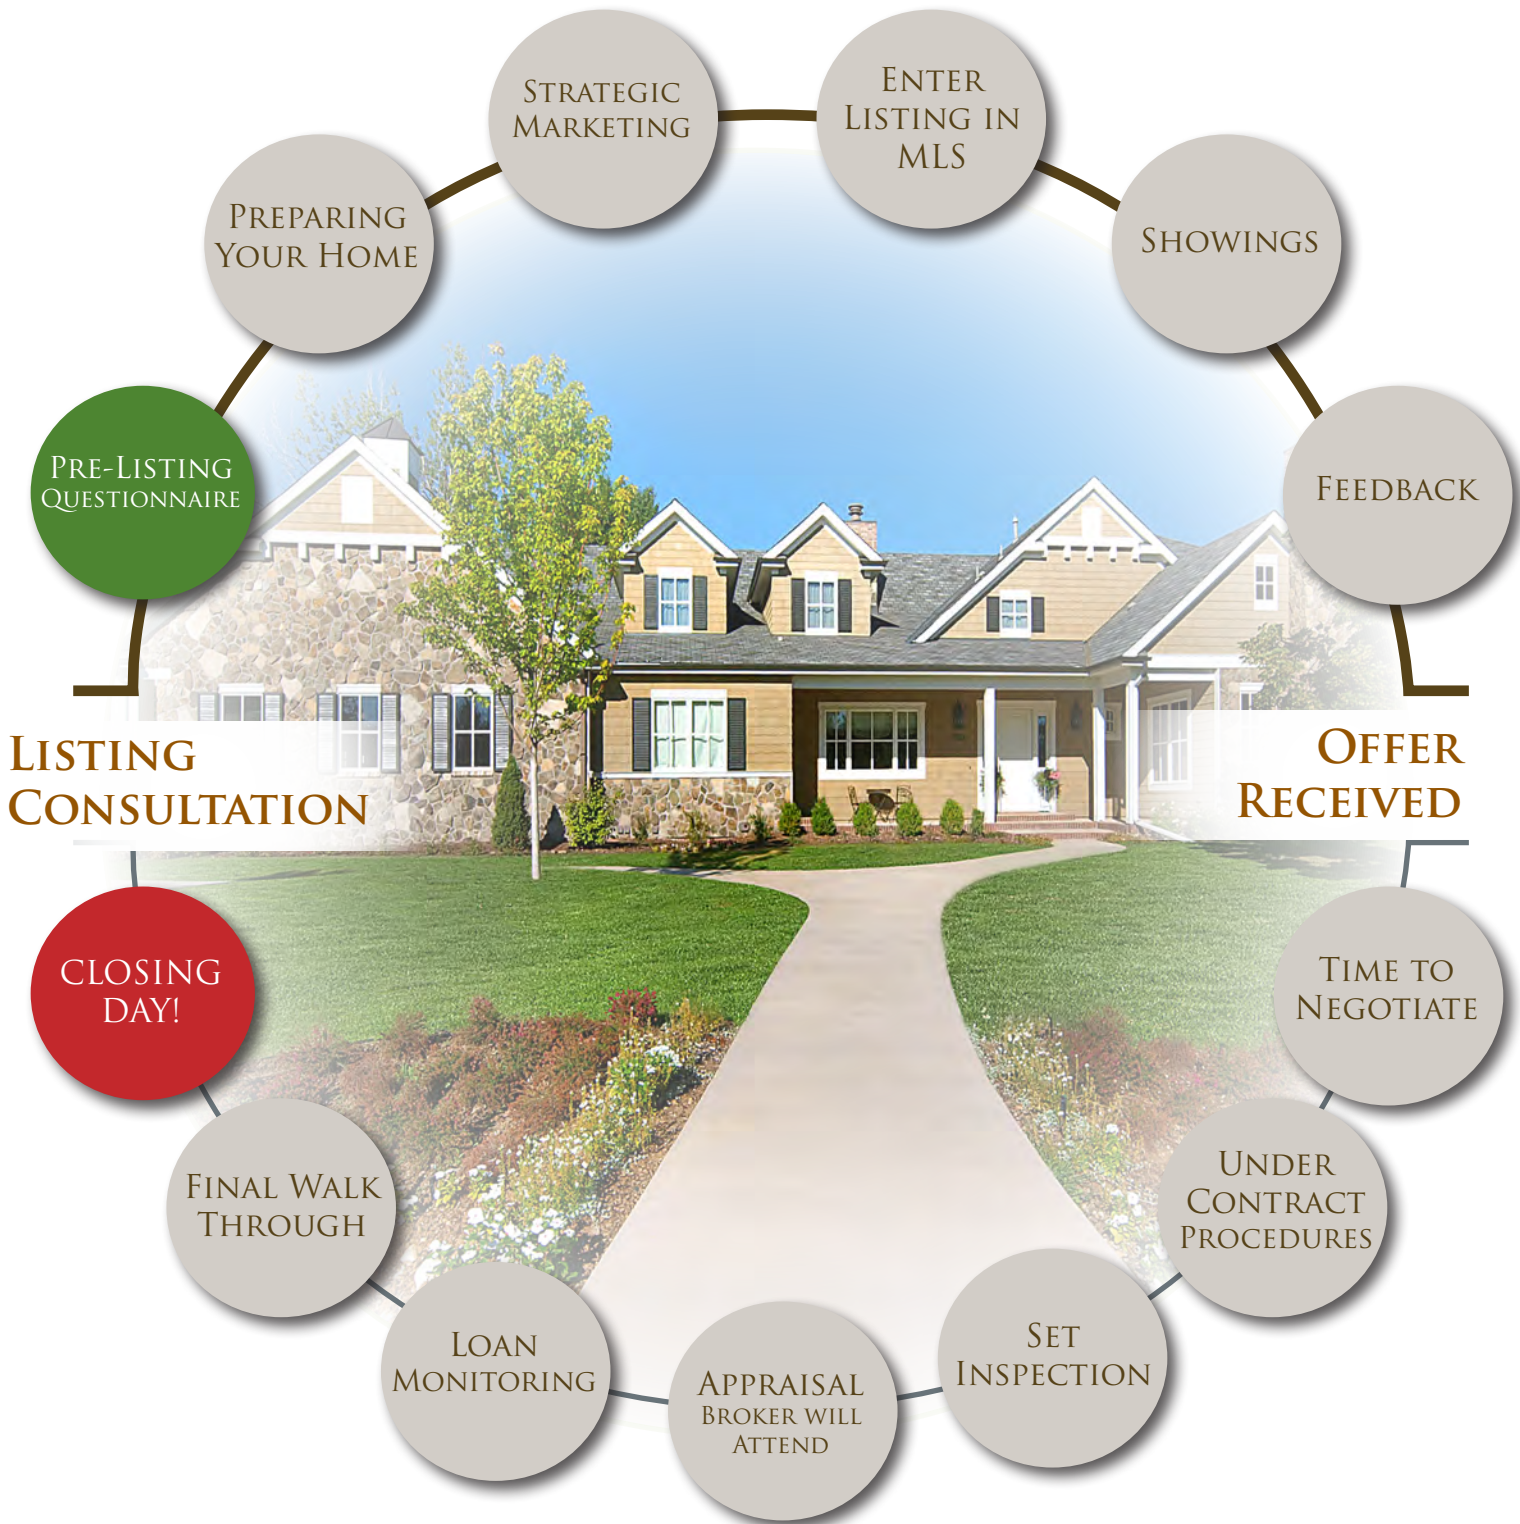 Listing
Consultation
Pre-Listing
Questionnaire
Preparing
Your Home
Strategic
Marketing
Enter
Listing in
MLS
Showings
Feedback
Offer
Received
Time to
Negotiate
Under
Contract
Procedures
Set
Inspection
Appraisal
Broker will
Attend
Loan
Monitoring
Final Walk
Through
CLOSING
DAY!